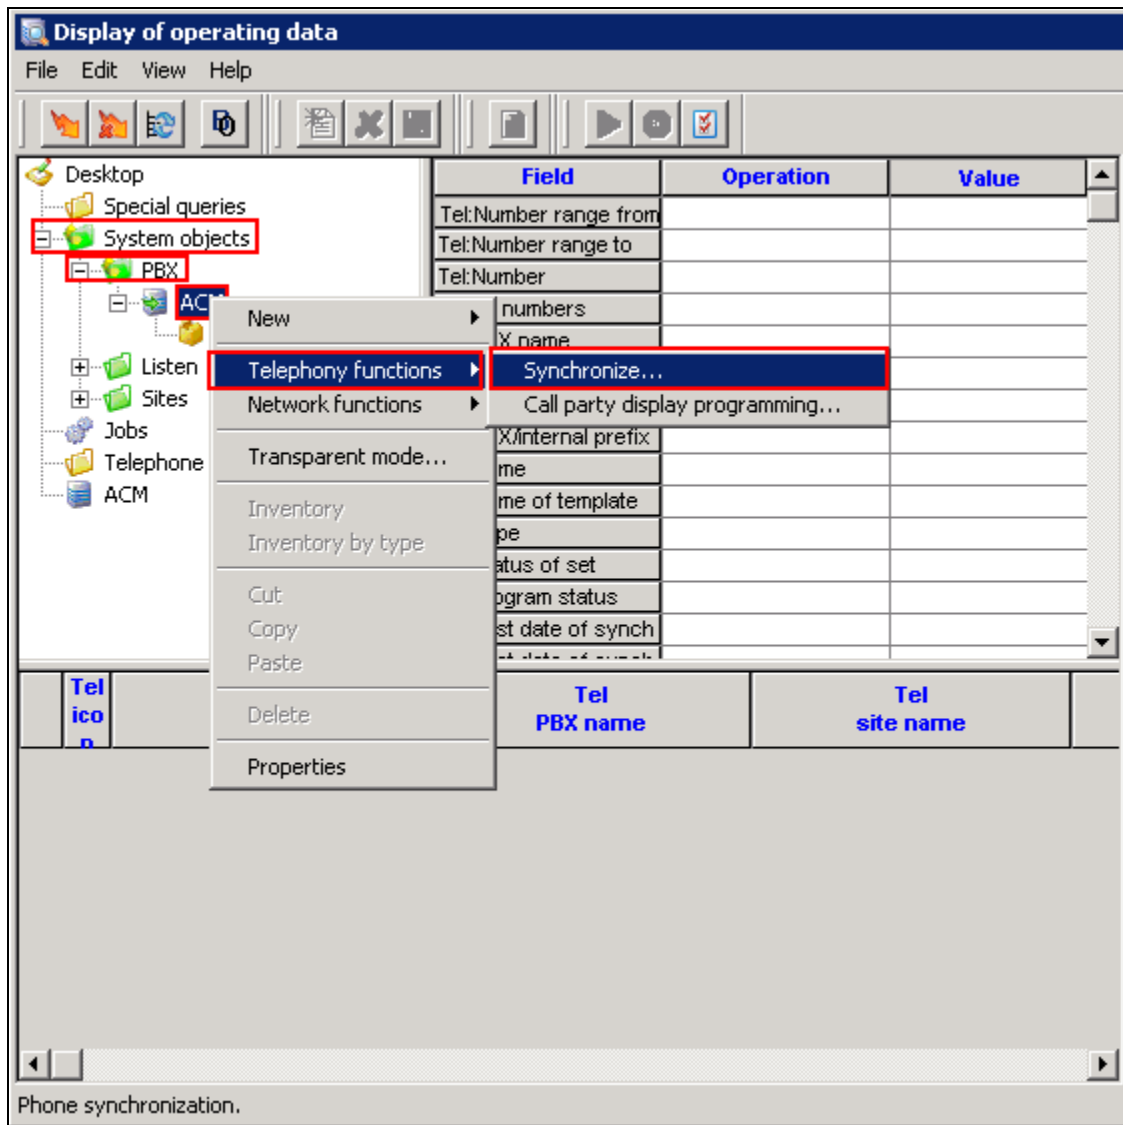 Display of operating data
File Edit View Help
Desktop
Special queries
System objects
PBX
Listen
Sites
Jobs
Telephone
ACM
New
Telephony functions
Network functions
Transparent mode...
Inventory
Inventory by type
Cut
Copy
Paste
Delete
Properties
Synchronize...
Call party display programming...
Field Operation Value
Tel:Number range from
Tel:Number range to
Tel:Number
numbers
X name
X/internal prefix
me
me of template
pe
atus of set
ogram status
st date of synch
Tel
ico
n
Tel
PBX name
Tel
site name
Phone synchronization.